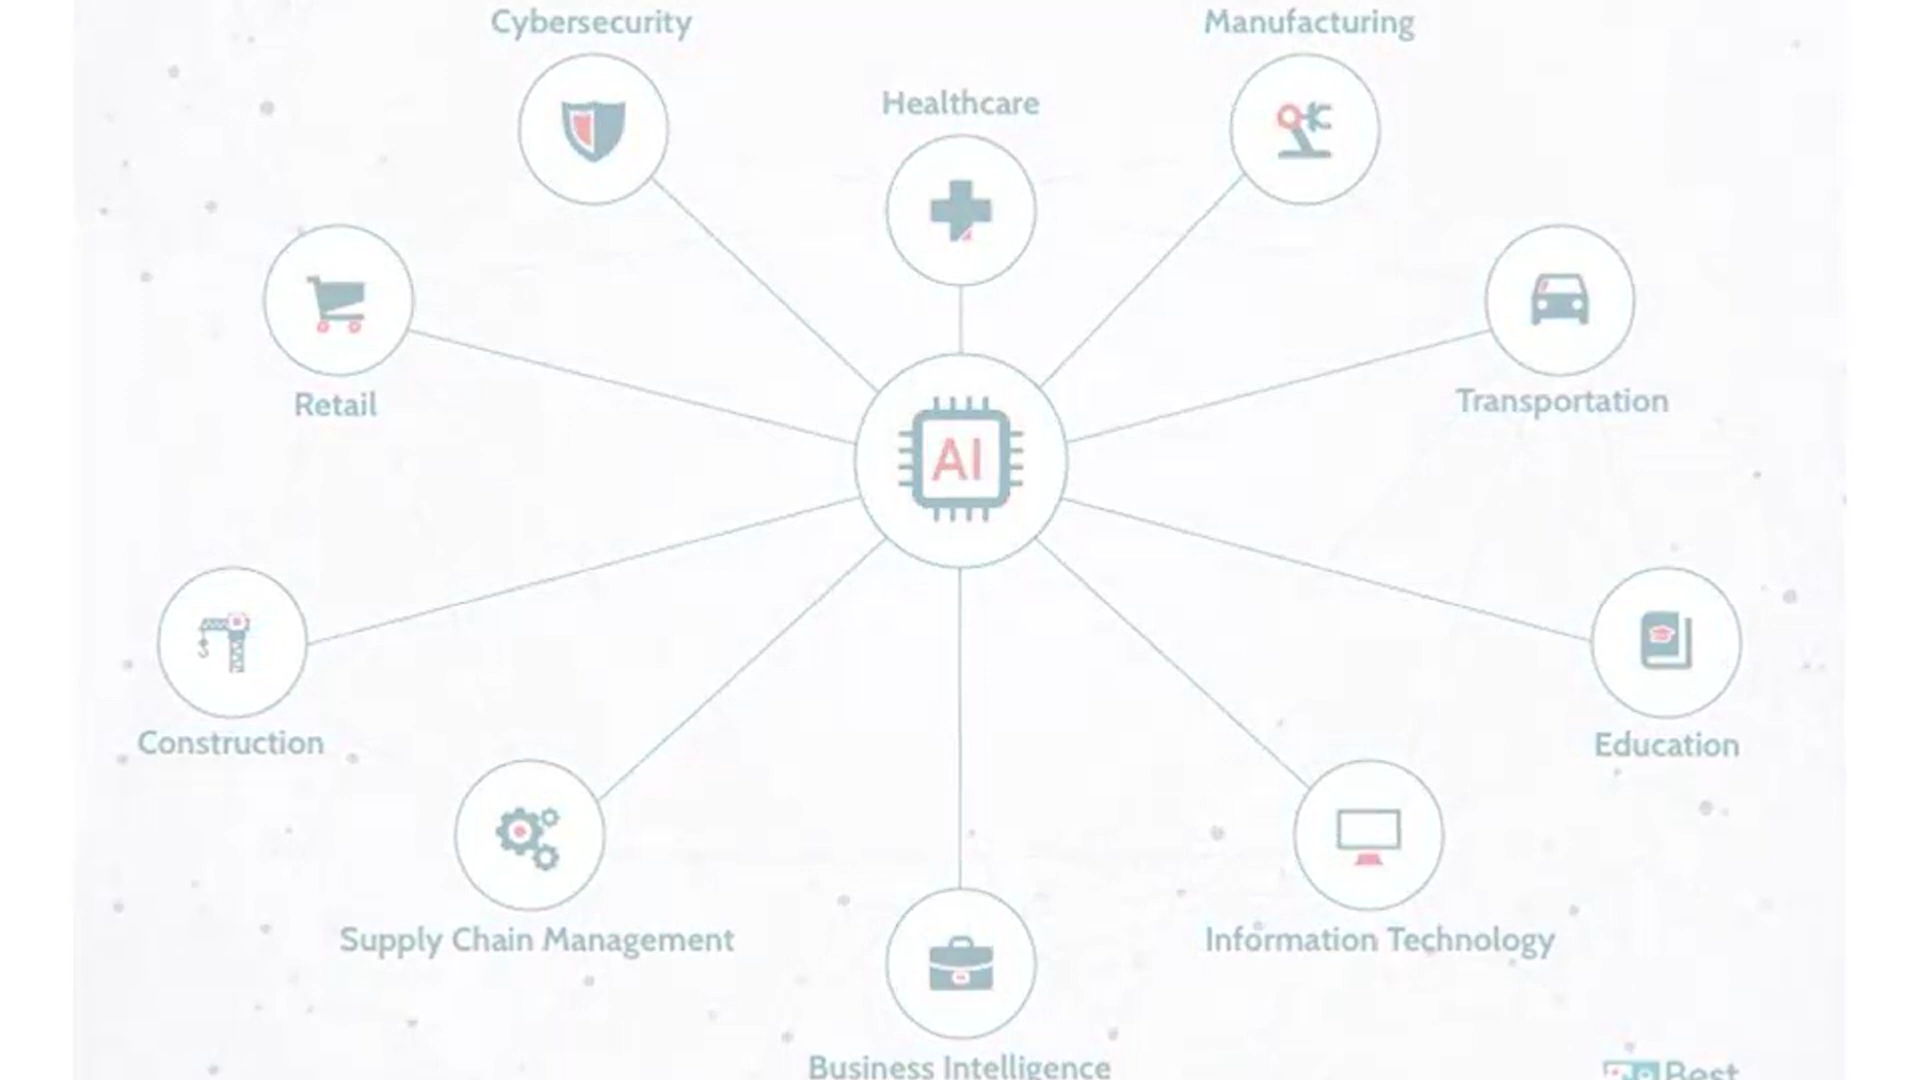 Cybersecurity
Manufacturing
Healthcare
Retail
Transportation
AI
Construction
Education
Supply Chain Management
Information Technology
Business Intelligence
Best